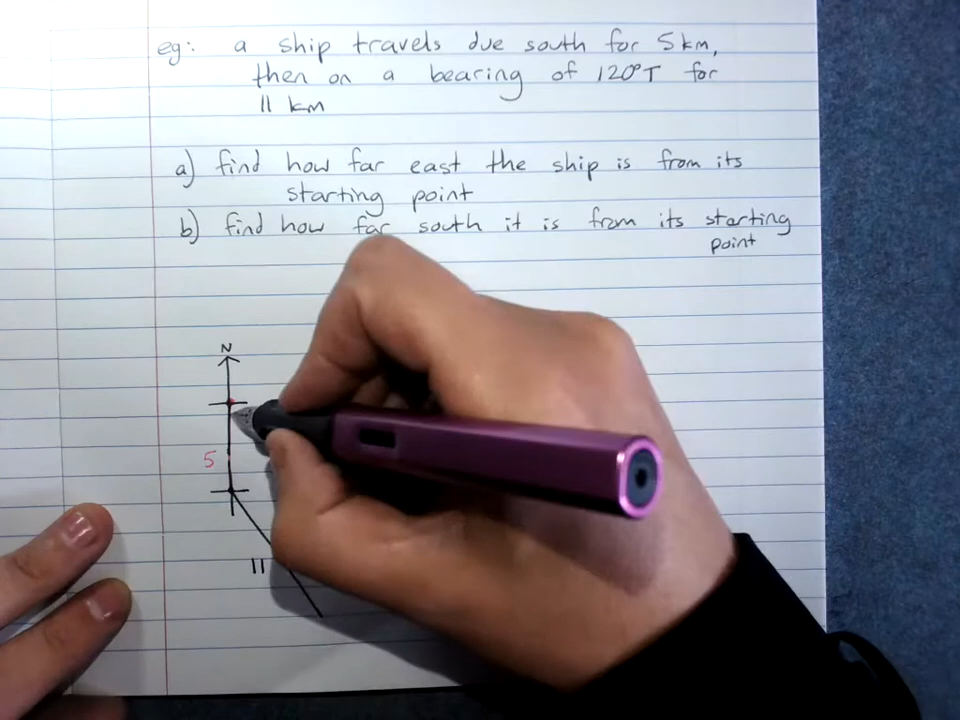 eg: a ship travels due south for 5km,
then on a bearing of 120°T for
11 km
a) find how far east the ship is from its
starting point
b) find how far south it is from its starting
point
N
5
11